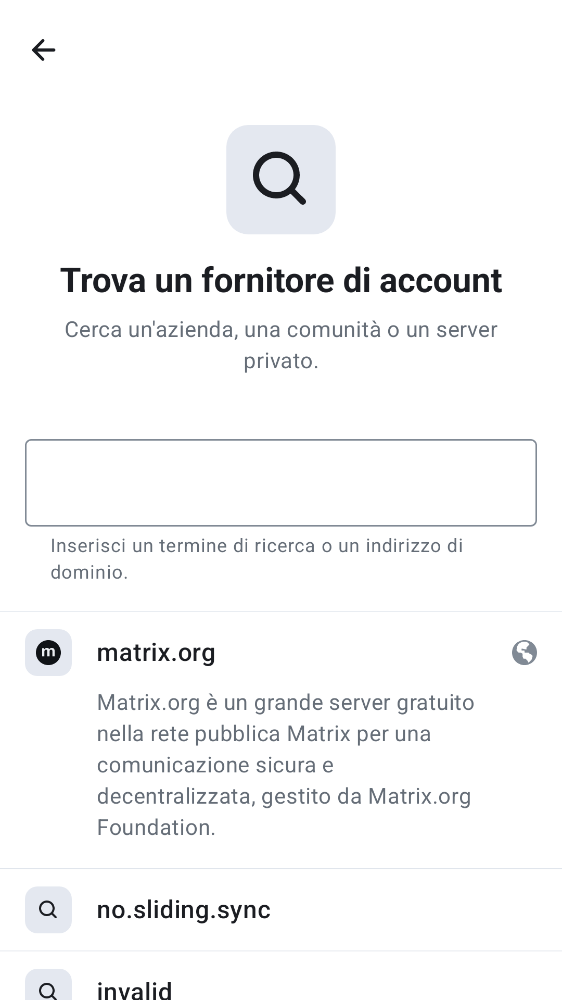 Trova un fornitore di account
Cerca un'azienda, una comunità o un server
privato.
Inserisci un termine di ricerca o un indirizzo di
dominio.
m
matrix.org
Matrix.org è un grande server gratuito
nella rete pubblica Matrix per una
comunicazione sicura e
decentralizzata, gestito da Matrix.org
Foundation.
no.sliding.sync
invalid